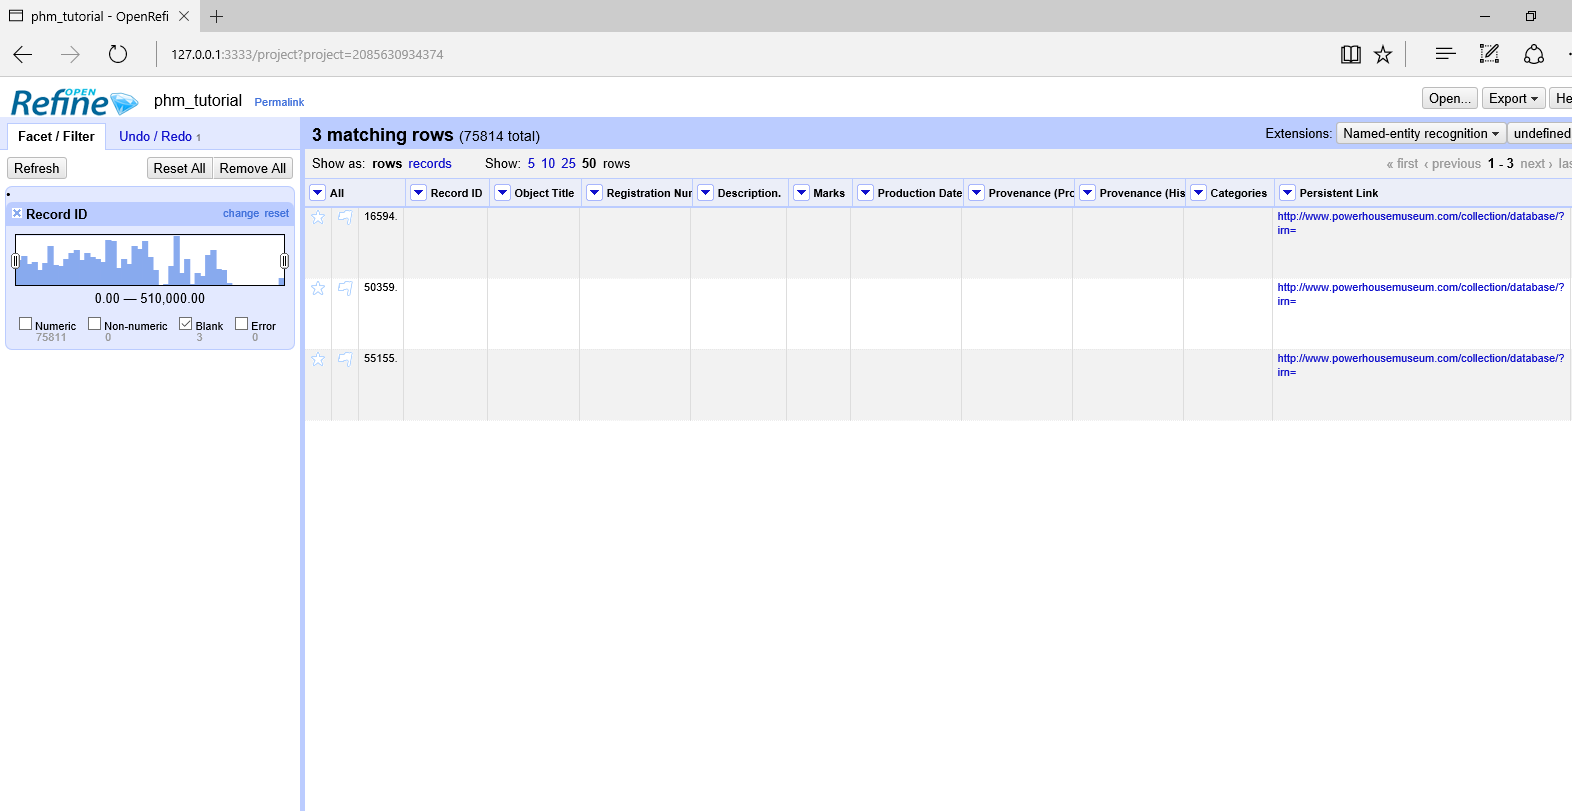 phm_tutorial - OpenRefi
127.0.0.1:3333/project?project=2085630934374
OPEN
Refine phm_tutorial Permalink Open... Export He
Facet / Filter Undo / Redo 1 3 matching rows (75814 total) Extensions: Named-entity recognition undefined
Refresh Reset All Remove All Show as: rows records Show: 5 10 25 50 rows « first ‹ previous 1 - 3 next › las
All Record ID Object Title Registration Nur Description. Marks Production Date Provenance (Prc Provenance (His Categories Persistent Link
Record ID change reset
16594. http://www.powerhousemuseum.com/collection/database/?
irn=
0.00 — 510,000.00
50359. http://www.powerhousemuseum.com/collection/database/?
irn=
Numeric Non-numeric Blank Error
75811 0 3 0
55155. http://www.powerhousemuseum.com/collection/database/?
irn=